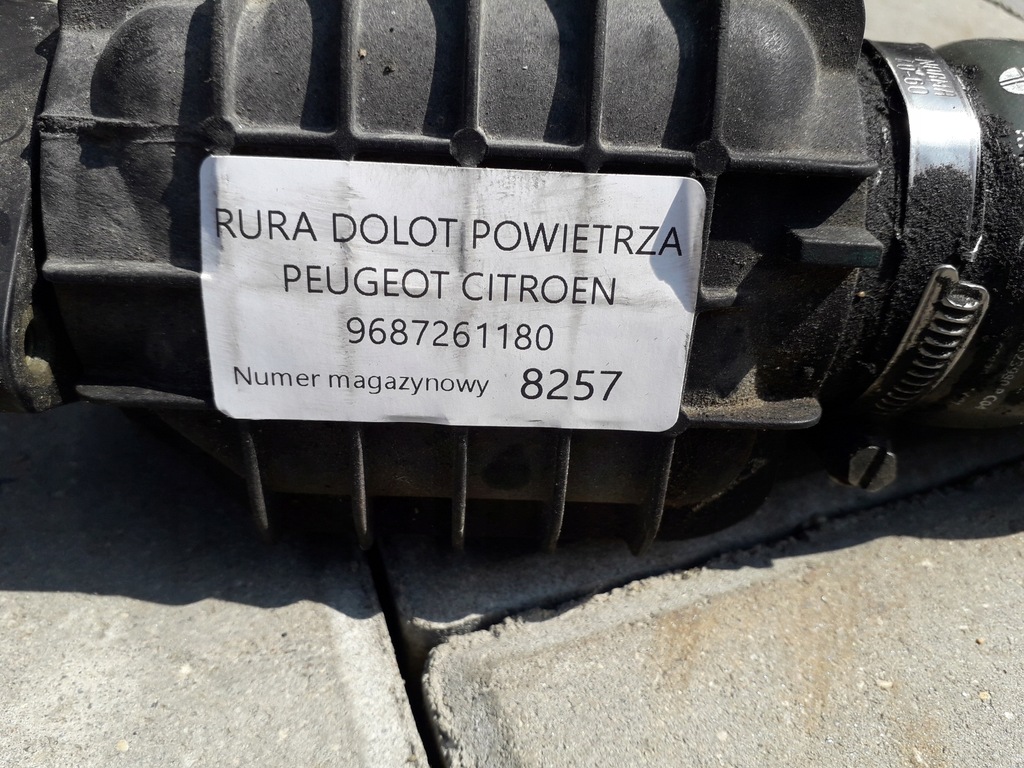 RURA DOLOT POWIETRZA
PEUGEOT CITROEN
9687261180
Numer magazynowy 8257